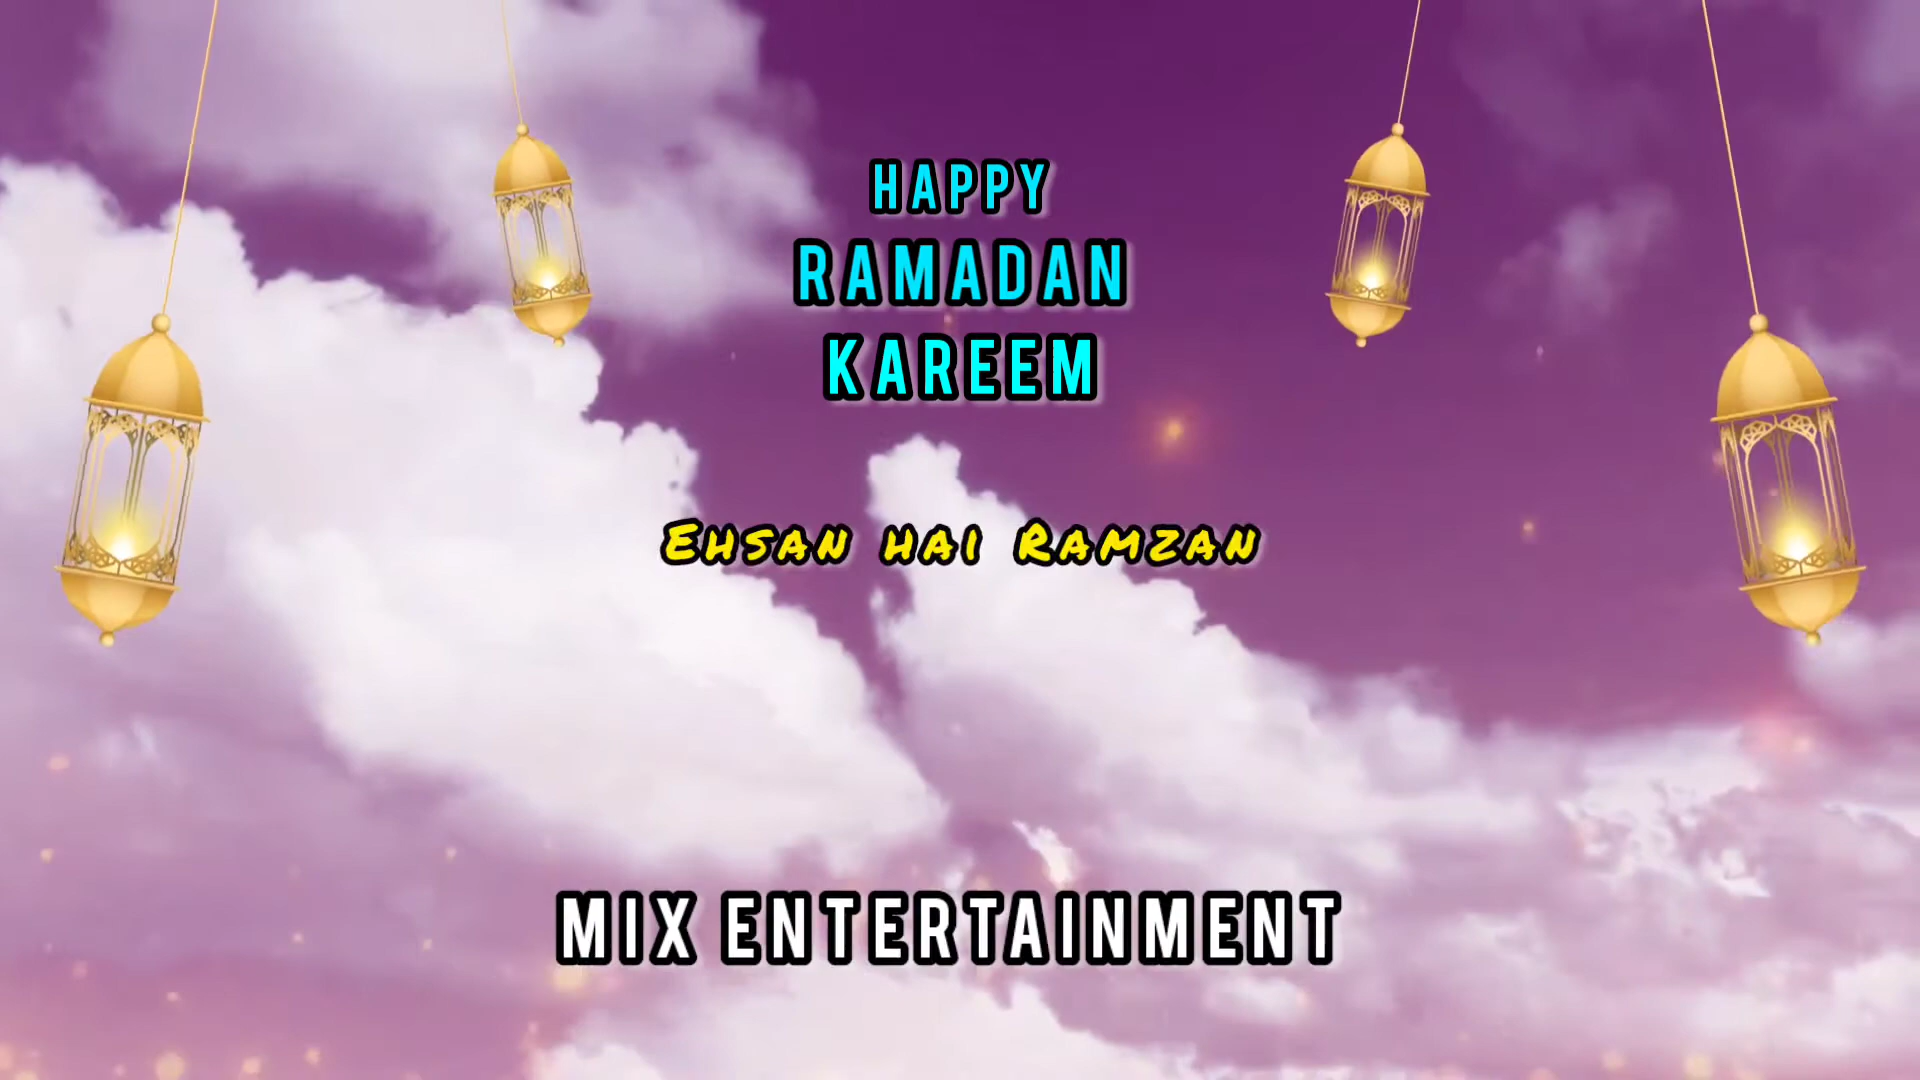 HAPPY
RAMADAN
KAREEM
EHSAN HAI RAMZAN
MIX ENTERTAINMENT